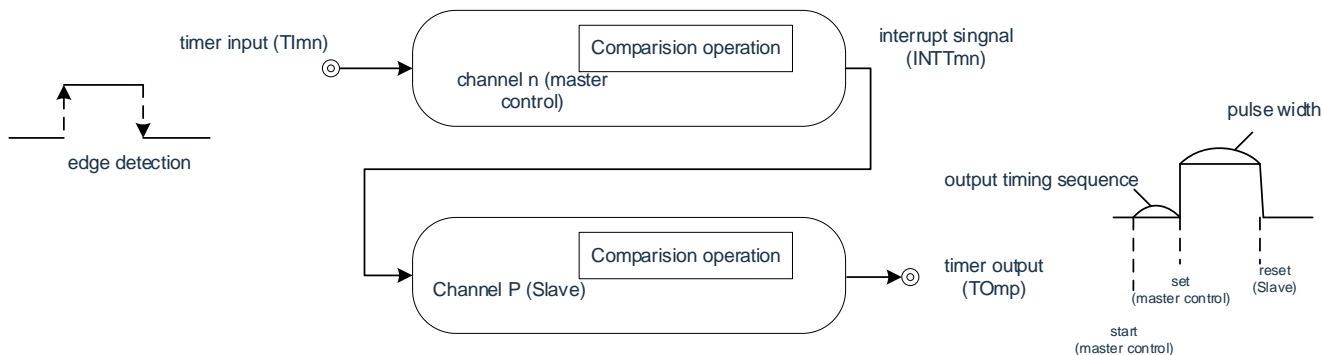 timer input (TImn)
Comparision operation
channel n (master
control)
interrupt singnal
(INTTmn)
edge detection
pulse width
output timing sequence
Comparision operation
Channel P (Slave)
timer output
(TOmp)
set
(master control)
reset
(Slave)
start
(master control)